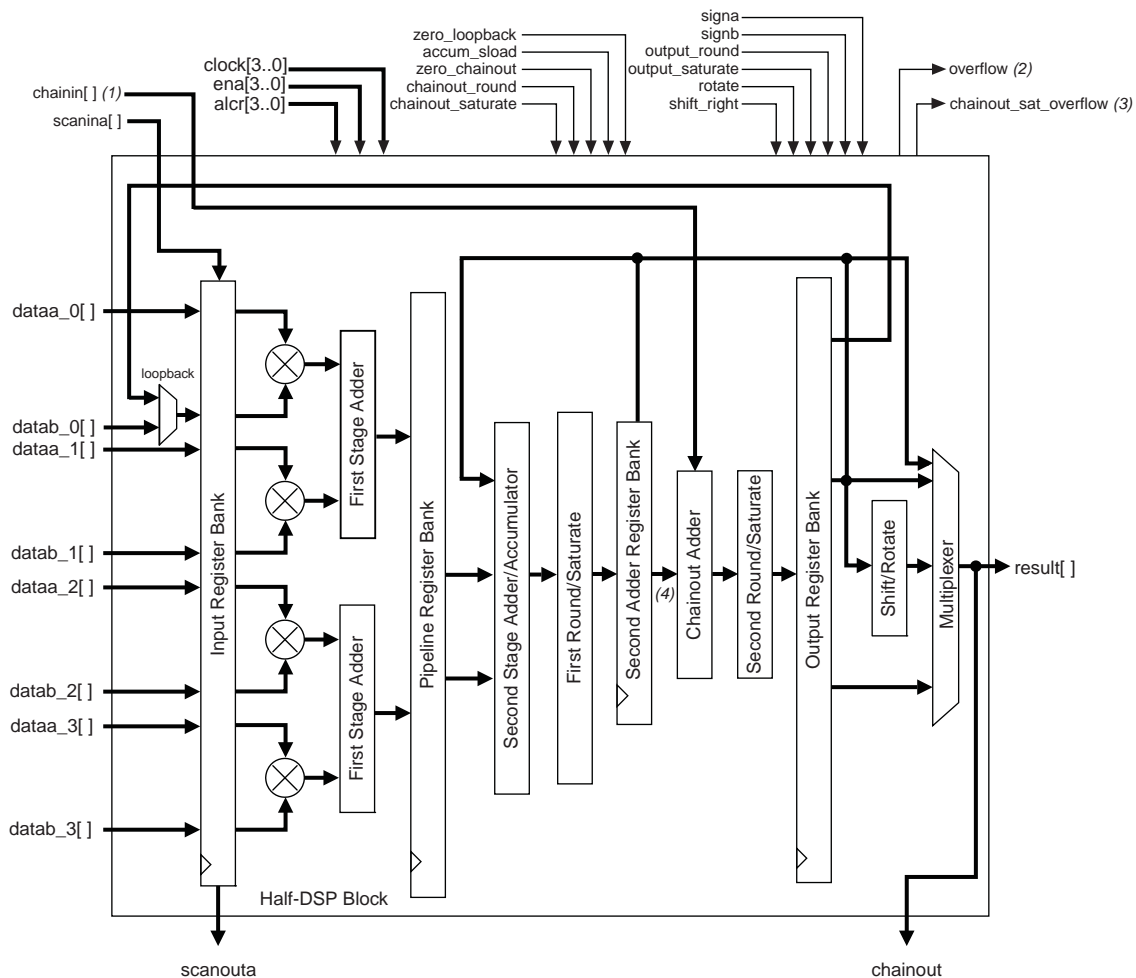 signa
signb
output_round
output_saturate
rotate
shift_right
zero_loopback
accum_sload
zero_chainout
chainout_round
chainout_saturate
clock[3..0]
ena[3..0]
alcr[3..0]
chainin[ ] (1)
scanina[ ]
overflow (2)
chainout_sat_overflow (3)
dataa_0[ ]
loopback
datab_0[ ]
dataa_1[ ]
datab_1[ ]
dataa_2[ ]
datab_2[ ]
dataa_3[ ]
datab_3[ ]
Input Register Bank
First Stage Adder
First Stage Adder
Pipeline Register Bank
Second Stage Adder/Accumulator
First Round/Saturate
Second Adder Register Bank
(4)
Chainout Adder
Second Round/Saturate
Output Register Bank
Shift/Rotate
Multiplexer
result[ ]
Half-DSP Block
scanouta
chainout